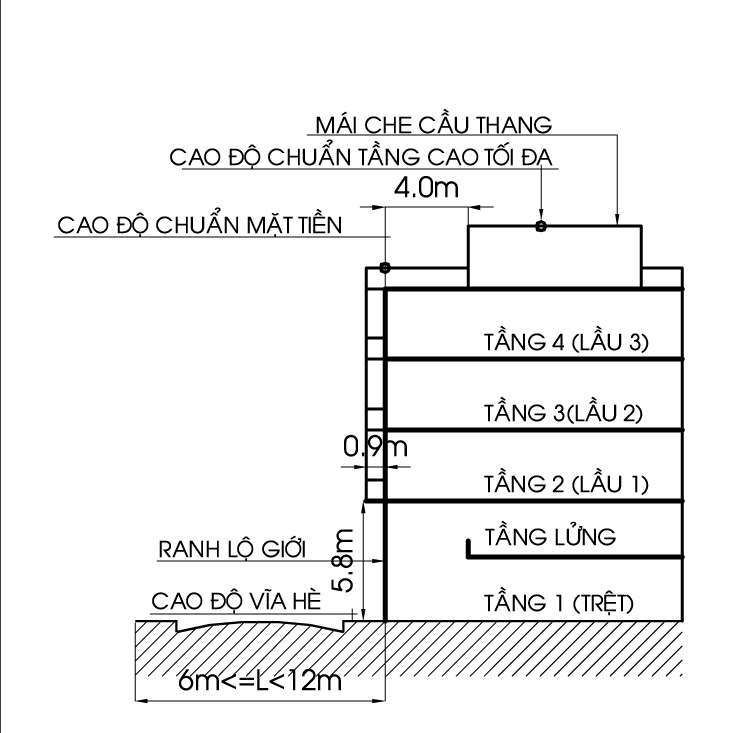 MÁI CHE CẦU THANG
CAO ĐỘ CHUẨN TẦNG CAO TỐI ĐA
4.0m
CAO ĐỘ CHUẨN MẶT TIỀN
TẦNG 4 (LẦU 3)
TẦNG 3(LẦU 2)
0.9m
TẦNG 2 (LẦU 1)
TẦNG LỬNG
RANH LỘ GIỚI
5.8m
CAO ĐỘ VĨA HÈ
TẦNG 1 (TRỆT)
6m<=L<12m